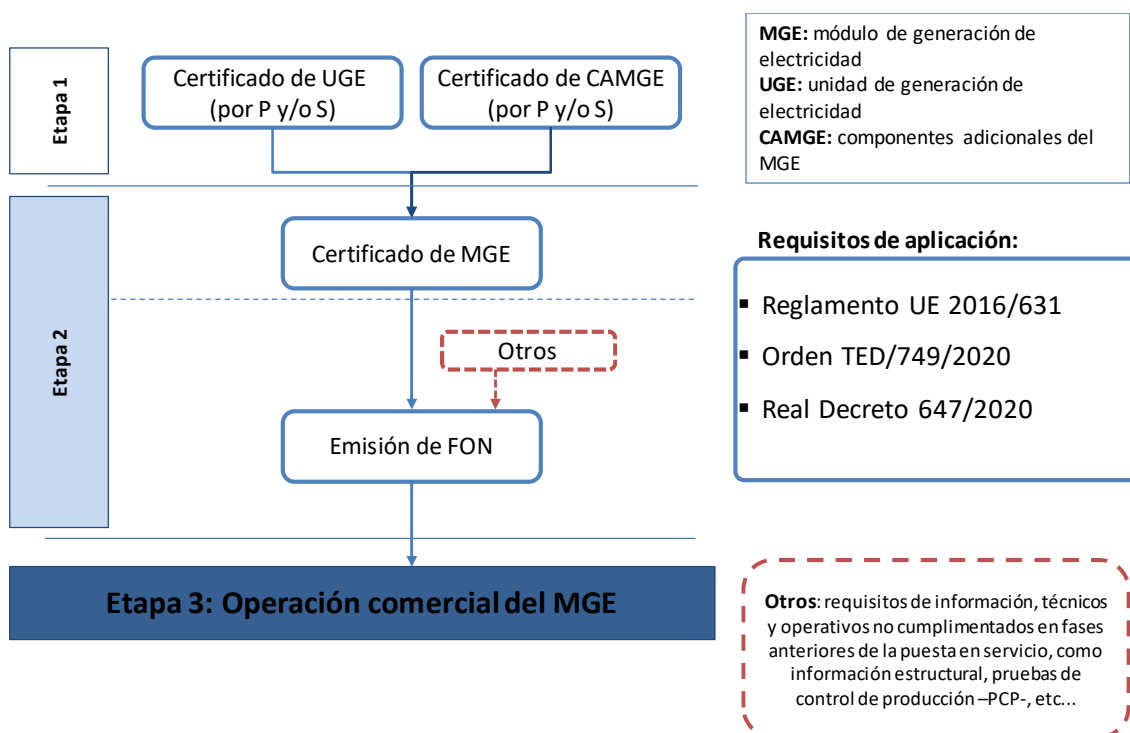 Etapa 1
Certificado de UGE
(por P y/o S)
Certificado de CAMGE
(por P y/o S)
MGE: módulo de generación de
electricidad
UGE: unidad de generación de
electricidad
CAMGE: componentes adicionales del
MGE
Etapa 2
Certificado de MGE
Otros
Emisión de FON
Requisitos de aplicación:
▪ Reglamento UE 2016/631
▪ Orden TED/749/2020
▪ Real Decreto 647/2020
Etapa 3: Operación comercial del MGE
Otros: requisitos de información, técnicos
y operativos no cumplimentados en fases
anteriores de la puesta en servicio, como
información estructural, pruebas de
control de producción –PCP-, etc...